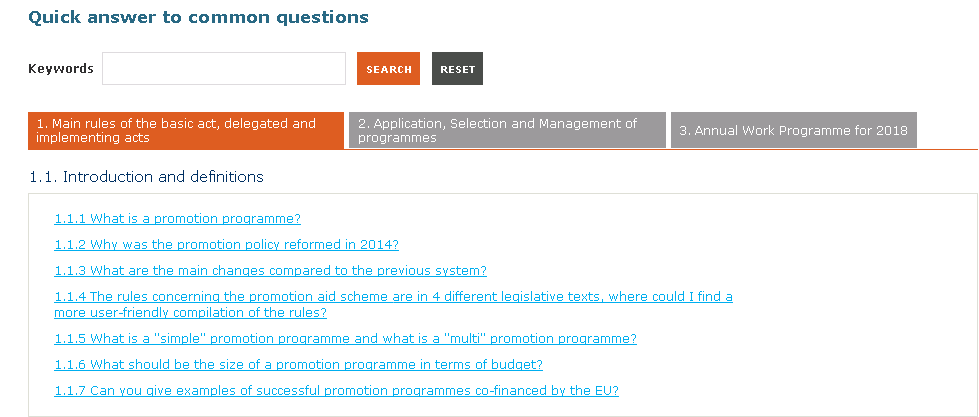 Quick answer to common questions
Keywords
SEARCH
RESET
1. Main rules of the basic act, delegated and
implementing acts
2. Application, Selection and Management of
programmes
3. Annual Work Programme for 2018
1.1. Introduction and definitions
1.1.1 What is a promotion programme?
1.1.2 Why was the promotion policy reformed in 2014?
1.1.3 What are the main changes compared to the previous system?
1.1.4 The rules concerning the promotion aid scheme are in 4 different legislative texts, where could I find a
more user-friendly compilation of the rules?
1.1.5 What is a "simple" promotion programme and what is a "multi" promotion programme?
1.1.6 What should be the size of a promotion programme in terms of budget?
1.1.7 Can you give examples of successful promotion programmes co-financed by the EU?